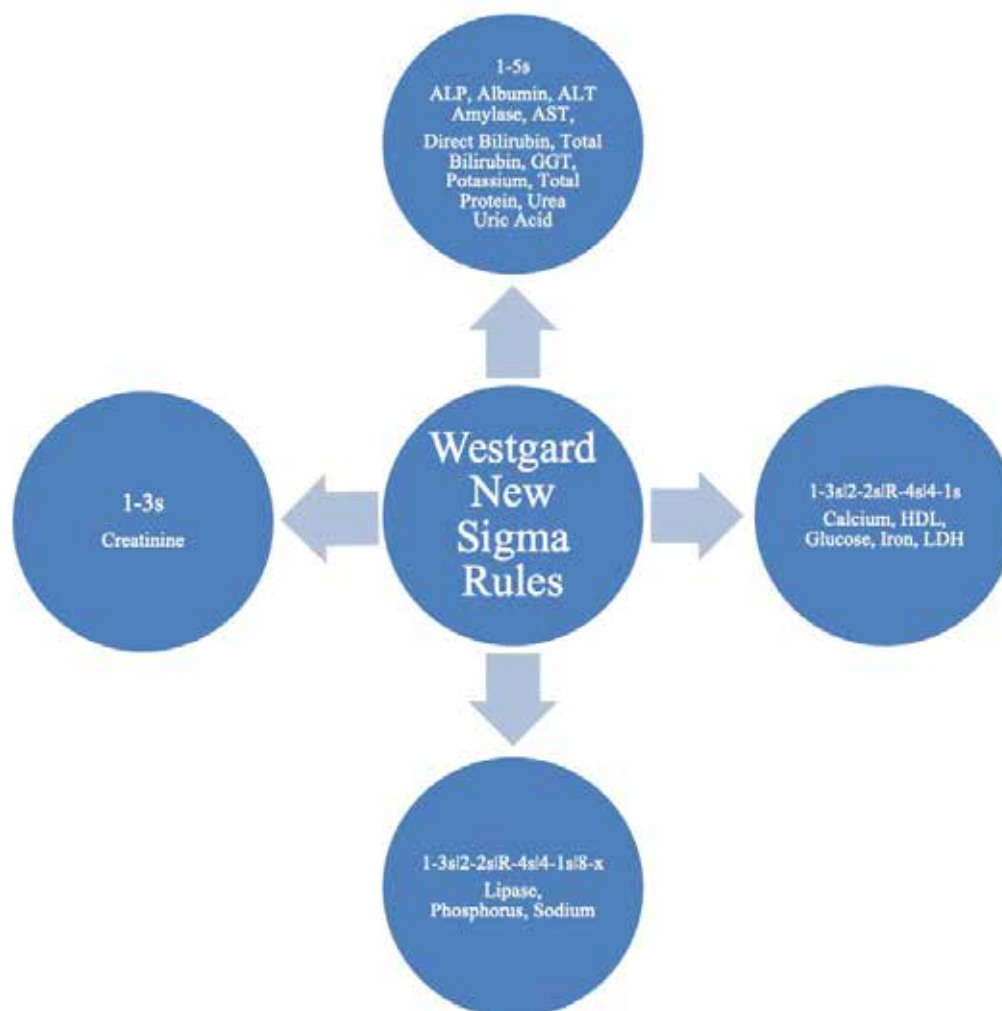 1-5s
ALP, Albumin, ALT
Amylase, AST,
Direct Bilirubin, Total
Bilirubin, GGT,
Potassium, Total
Protein, Urea
Uric Acid
1-3s
Creatinine
Westgard
New
Sigma
Rules
1-3s|2-2s|R-4s|4-1s
Calcium, HDL,
Glucose, Iron, LDH
1-3s|2-2s|R-4s|4-1s|8-x
Lipase,
Phosphorus, Sodium